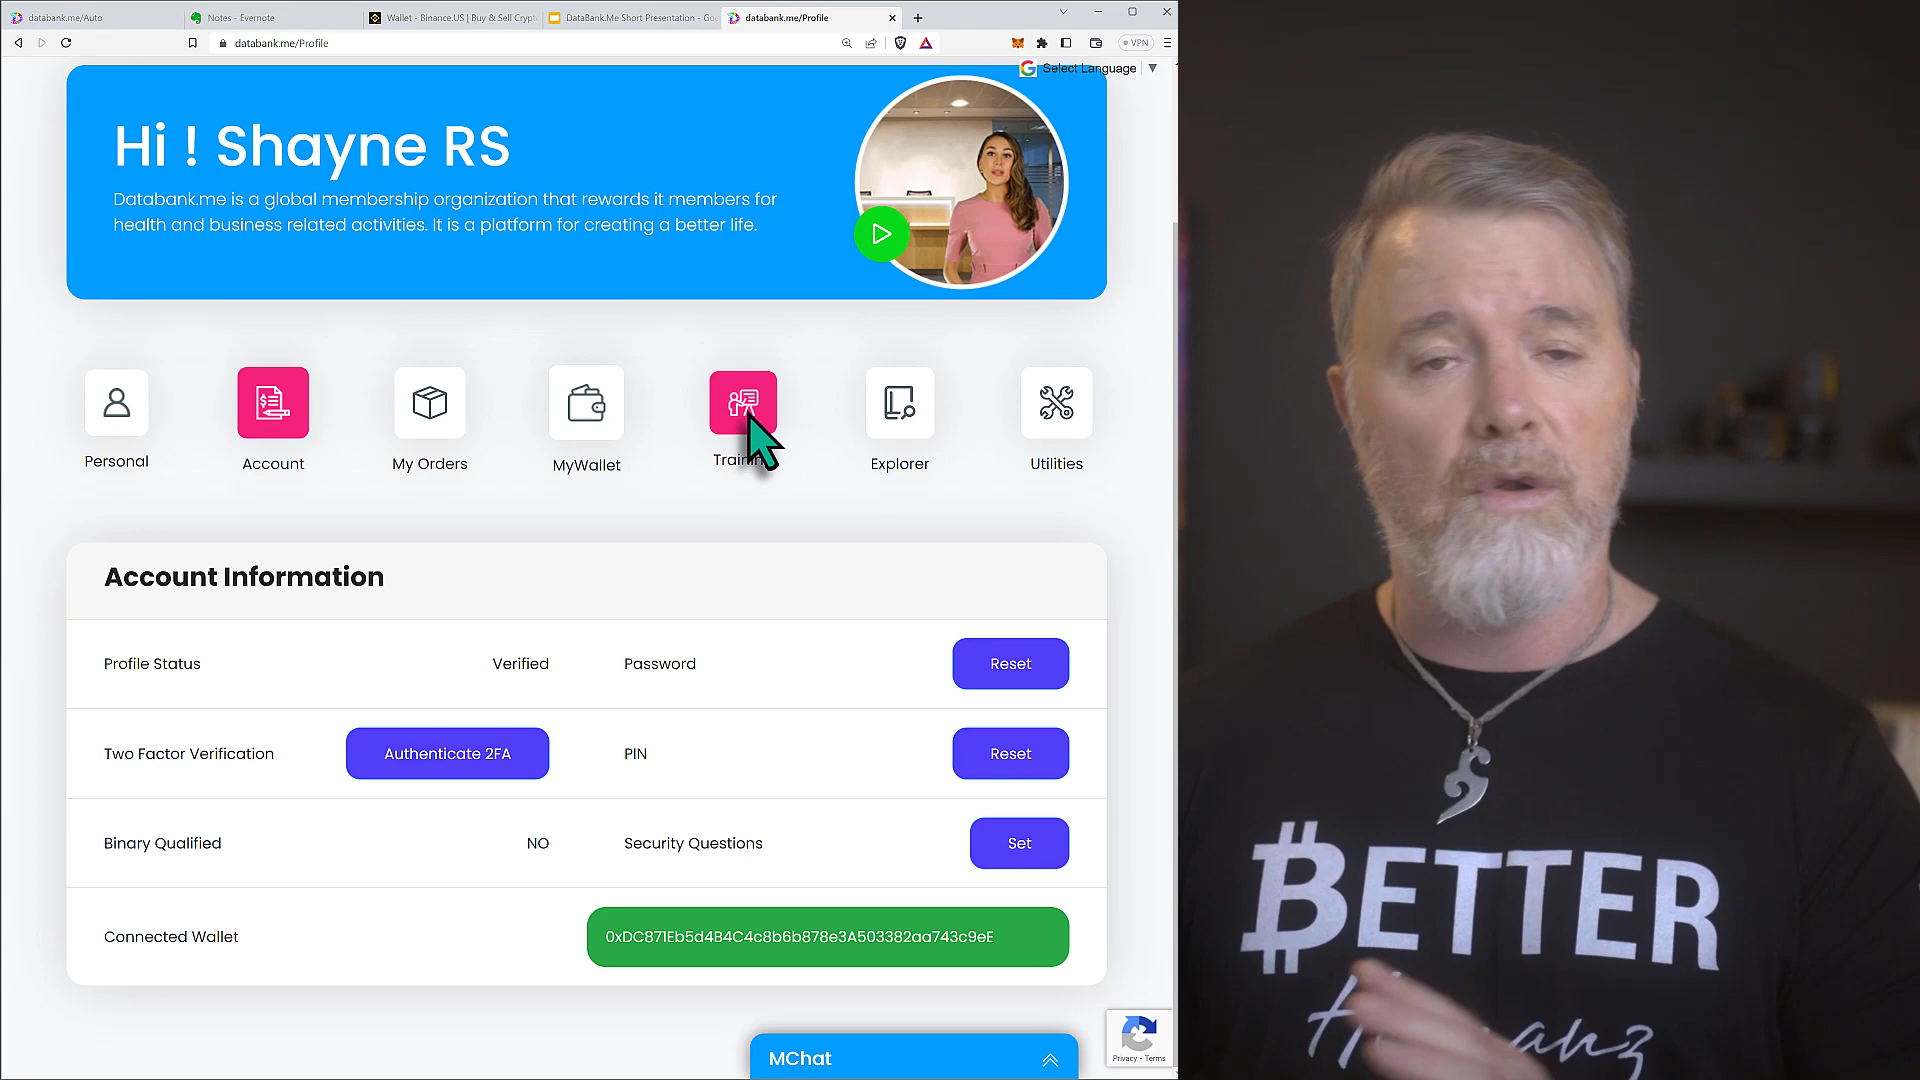 databank.me/Auto
Notes - Evernote
Wallet - Binance.US | Buy & Sell Crypto
DataBank.Me Short Presentation - Go
databank.me/Profile
databank.me/Profile
VPN
Select Language
Hi ! Shayne RS
Databank.me is a global membership organization that rewards it members for
health and business related activities. It is a platform for creating a better life.
Personal
Account
My Orders
MyWallet
Explorer
Utilities
Account Information
Profile Status
Verified
Password
Reset
Two Factor Verification
Authenticate 2FA
PIN
Reset
Binary Qualified
NO
Security Questions
Set
Connected Wallet
0xDC871Eb5d4B4C4c8b6b878e3A503382aa743c9eE
MChat
Privacy - Terms
₿ETTER